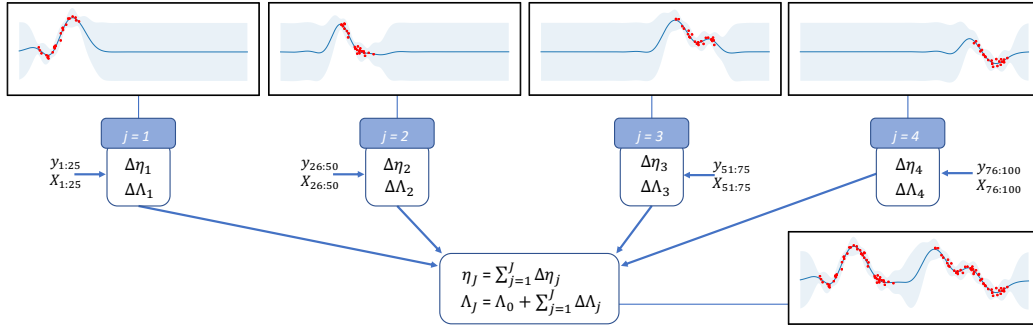 j = 1
j = 2
j = 3
j = 4
y₁:₂₅
X₁:₂₅
Δη₁
ΔΛ₁
y₂₆:₅₀
X₂₆:₅₀
Δη₂
ΔΛ₂
Δη₃
ΔΛ₃
y₅₁:₇₅
X₅₁:₇₅
Δη₄
ΔΛ₄
y₇₆:₁₀₀
X₇₆:₁₀₀
η_J = ∑_{j=1}^{J} Δη_j
Λ_J = Λ₀ + ∑_{j=1}^{J} ΔΛ_j